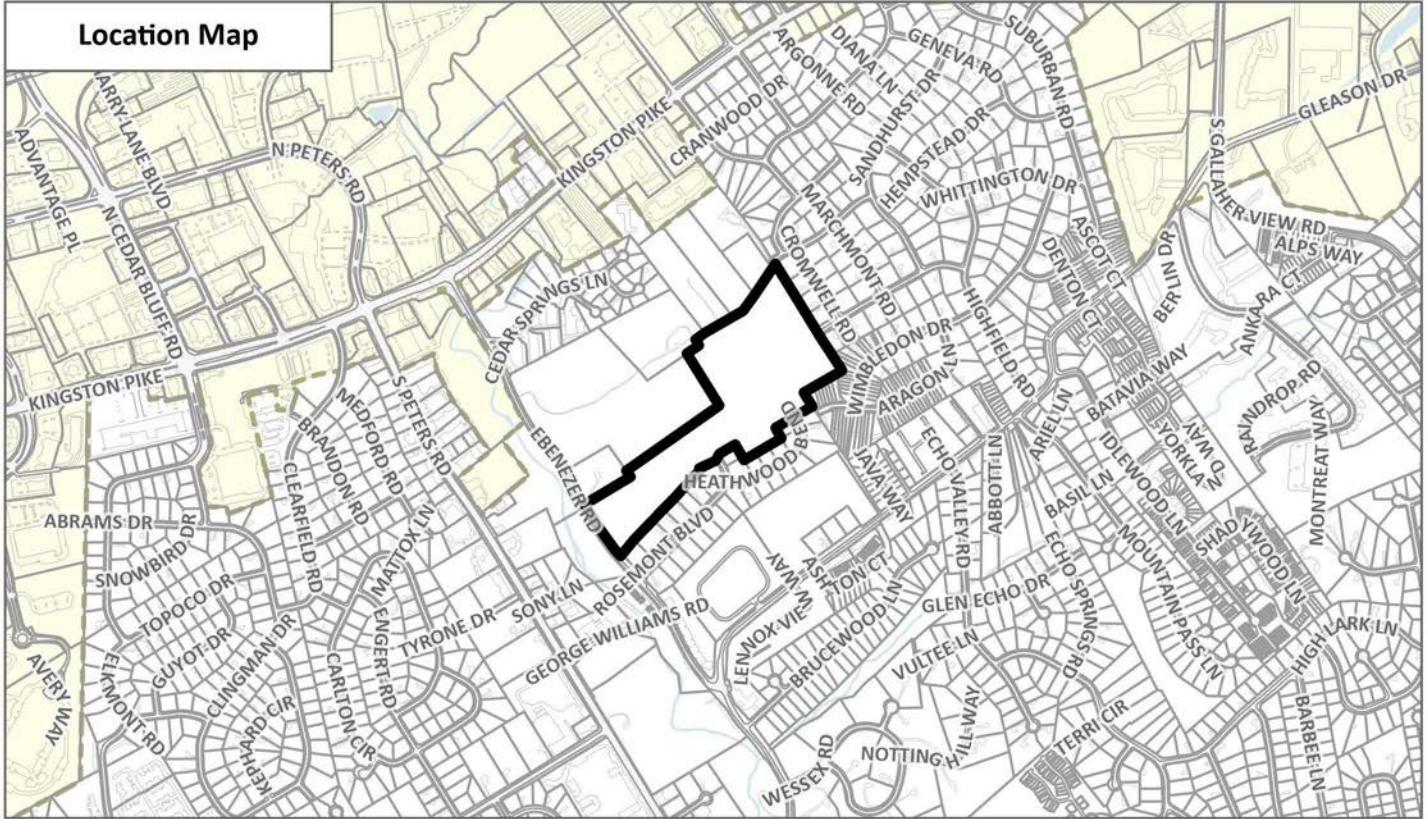 Location Map
ARGONNE RD
DIANA LN
GENEVA RD
SUBURBAN RD
GLEASON DR
ADVANTAGE PL
ARRY LANE BLVD
N CEDAR BLUFF RD
N PETERS RD
KINGSTON PIKE
CRANWOOD DR
SANDHURST DR
HEMPSTEAD DR
WHITTINGTON DR
S GALLAHER VIEW RD
ALPS WAY
ANKARA CT
BERLIN DR
ASCOT CT
DENTON CT
MARCHMONT RD
CROMWELL RD
HIGHFIELD RD
CEDAR SPRINGS LN
KINGSTON PIKE
WIMBLEDON DR
ARAGON LN
BATAVIA WAY
RAINDROP RD
MONTREAT WAY
S PETERS RD
MEDFORD RD
BRANDON RD
CLEARFIELD RD
EBENEZER RD
HEATHWOOD BEND
ECHO VALLEY RD
ABBOTT LN
ARIEL LN
IDLEWOOD LN
YORKLAND WAY
JAVA WAY
BASIL LN
ABRAMS DR
SNOWBIRD DR
MATTOX LN
ROSEMONT BLVD
SHADYWOOD LN
MOUNTAIN PASS LN
TOPOCO DR
GUYOT DR
CLINGMAN DR
ENGERT RD
TYRONE DR
SONY LN
GEORGE WILLIAMS RD
LENNOX VIEW WAY
ASHTON CT
BRUCEWOOD LN
GLEN ECHO DR
ECHO SPRINGS RD
HIGH LARK LN
VULTEE LN
AVERY WAY
ELKMONT RD
KEPHARD CIR
CARLTON CIR
WESSEX RD
NOTTING HILL WAY
TERRI CIR
BARBEE LN